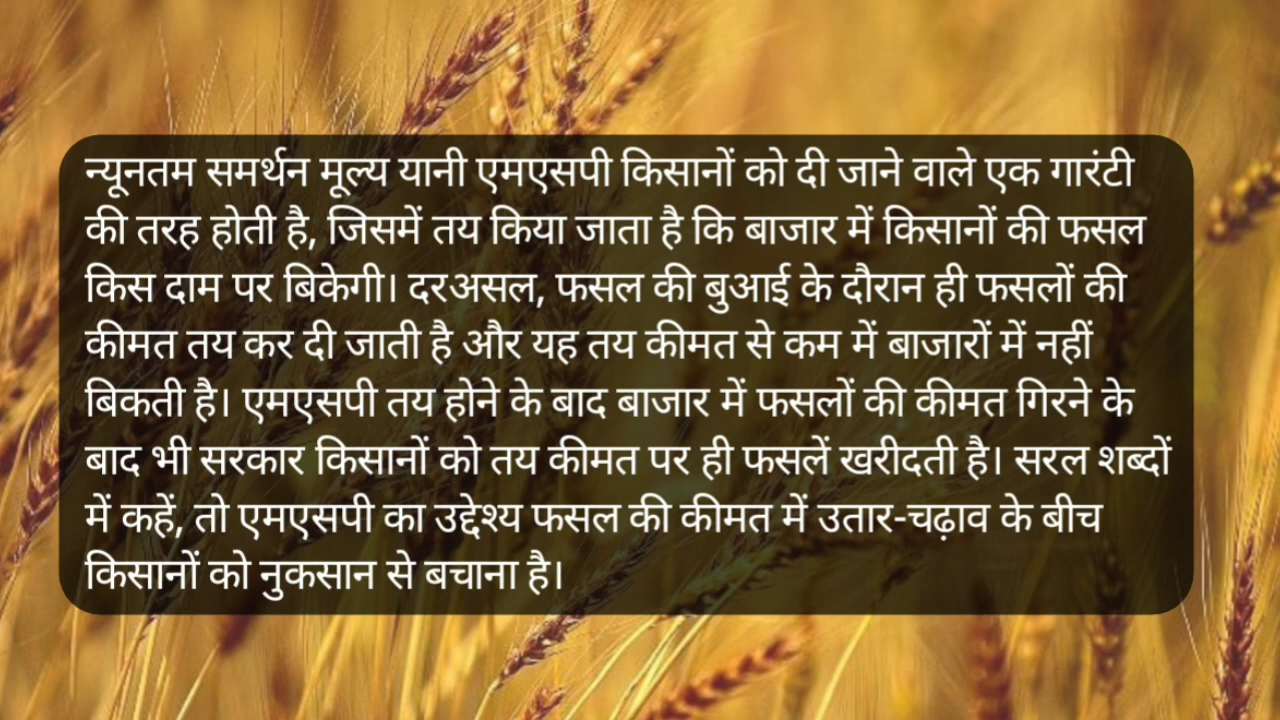 न्यूनतम समर्थन मूल्य यानी एमएसपी किसानों को दी जाने वाले एक गारंटी
की तरह होती है, जिसमें तय किया जाता है कि बाजार में किसानों की फसल
किस दाम पर बिकेगी। दरअसल, फसल की बुआई के दौरान ही फसलों की
कीमत तय कर दी जाती है और यह तय कीमत से कम में बाजारों में नहीं
बिकती है। एमएसपी तय होने के बाद बाजार में फसलों की कीमत गिरने के
बाद भी सरकार किसानों को तय कीमत पर ही फसलें खरीदती है। सरल शब्दों
में कहें, तो एमएसपी का उद्देश्य फसल की कीमत में उतार-चढ़ाव के बीच
किसानों को नुकसान से बचाना है।